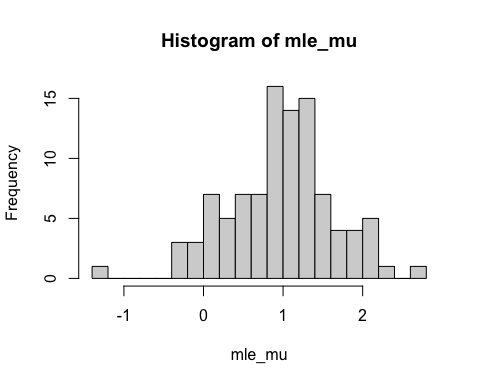 Histogram of mle_mu
Frequency
15
10
5
0
-1 0 1 2
mle_mu